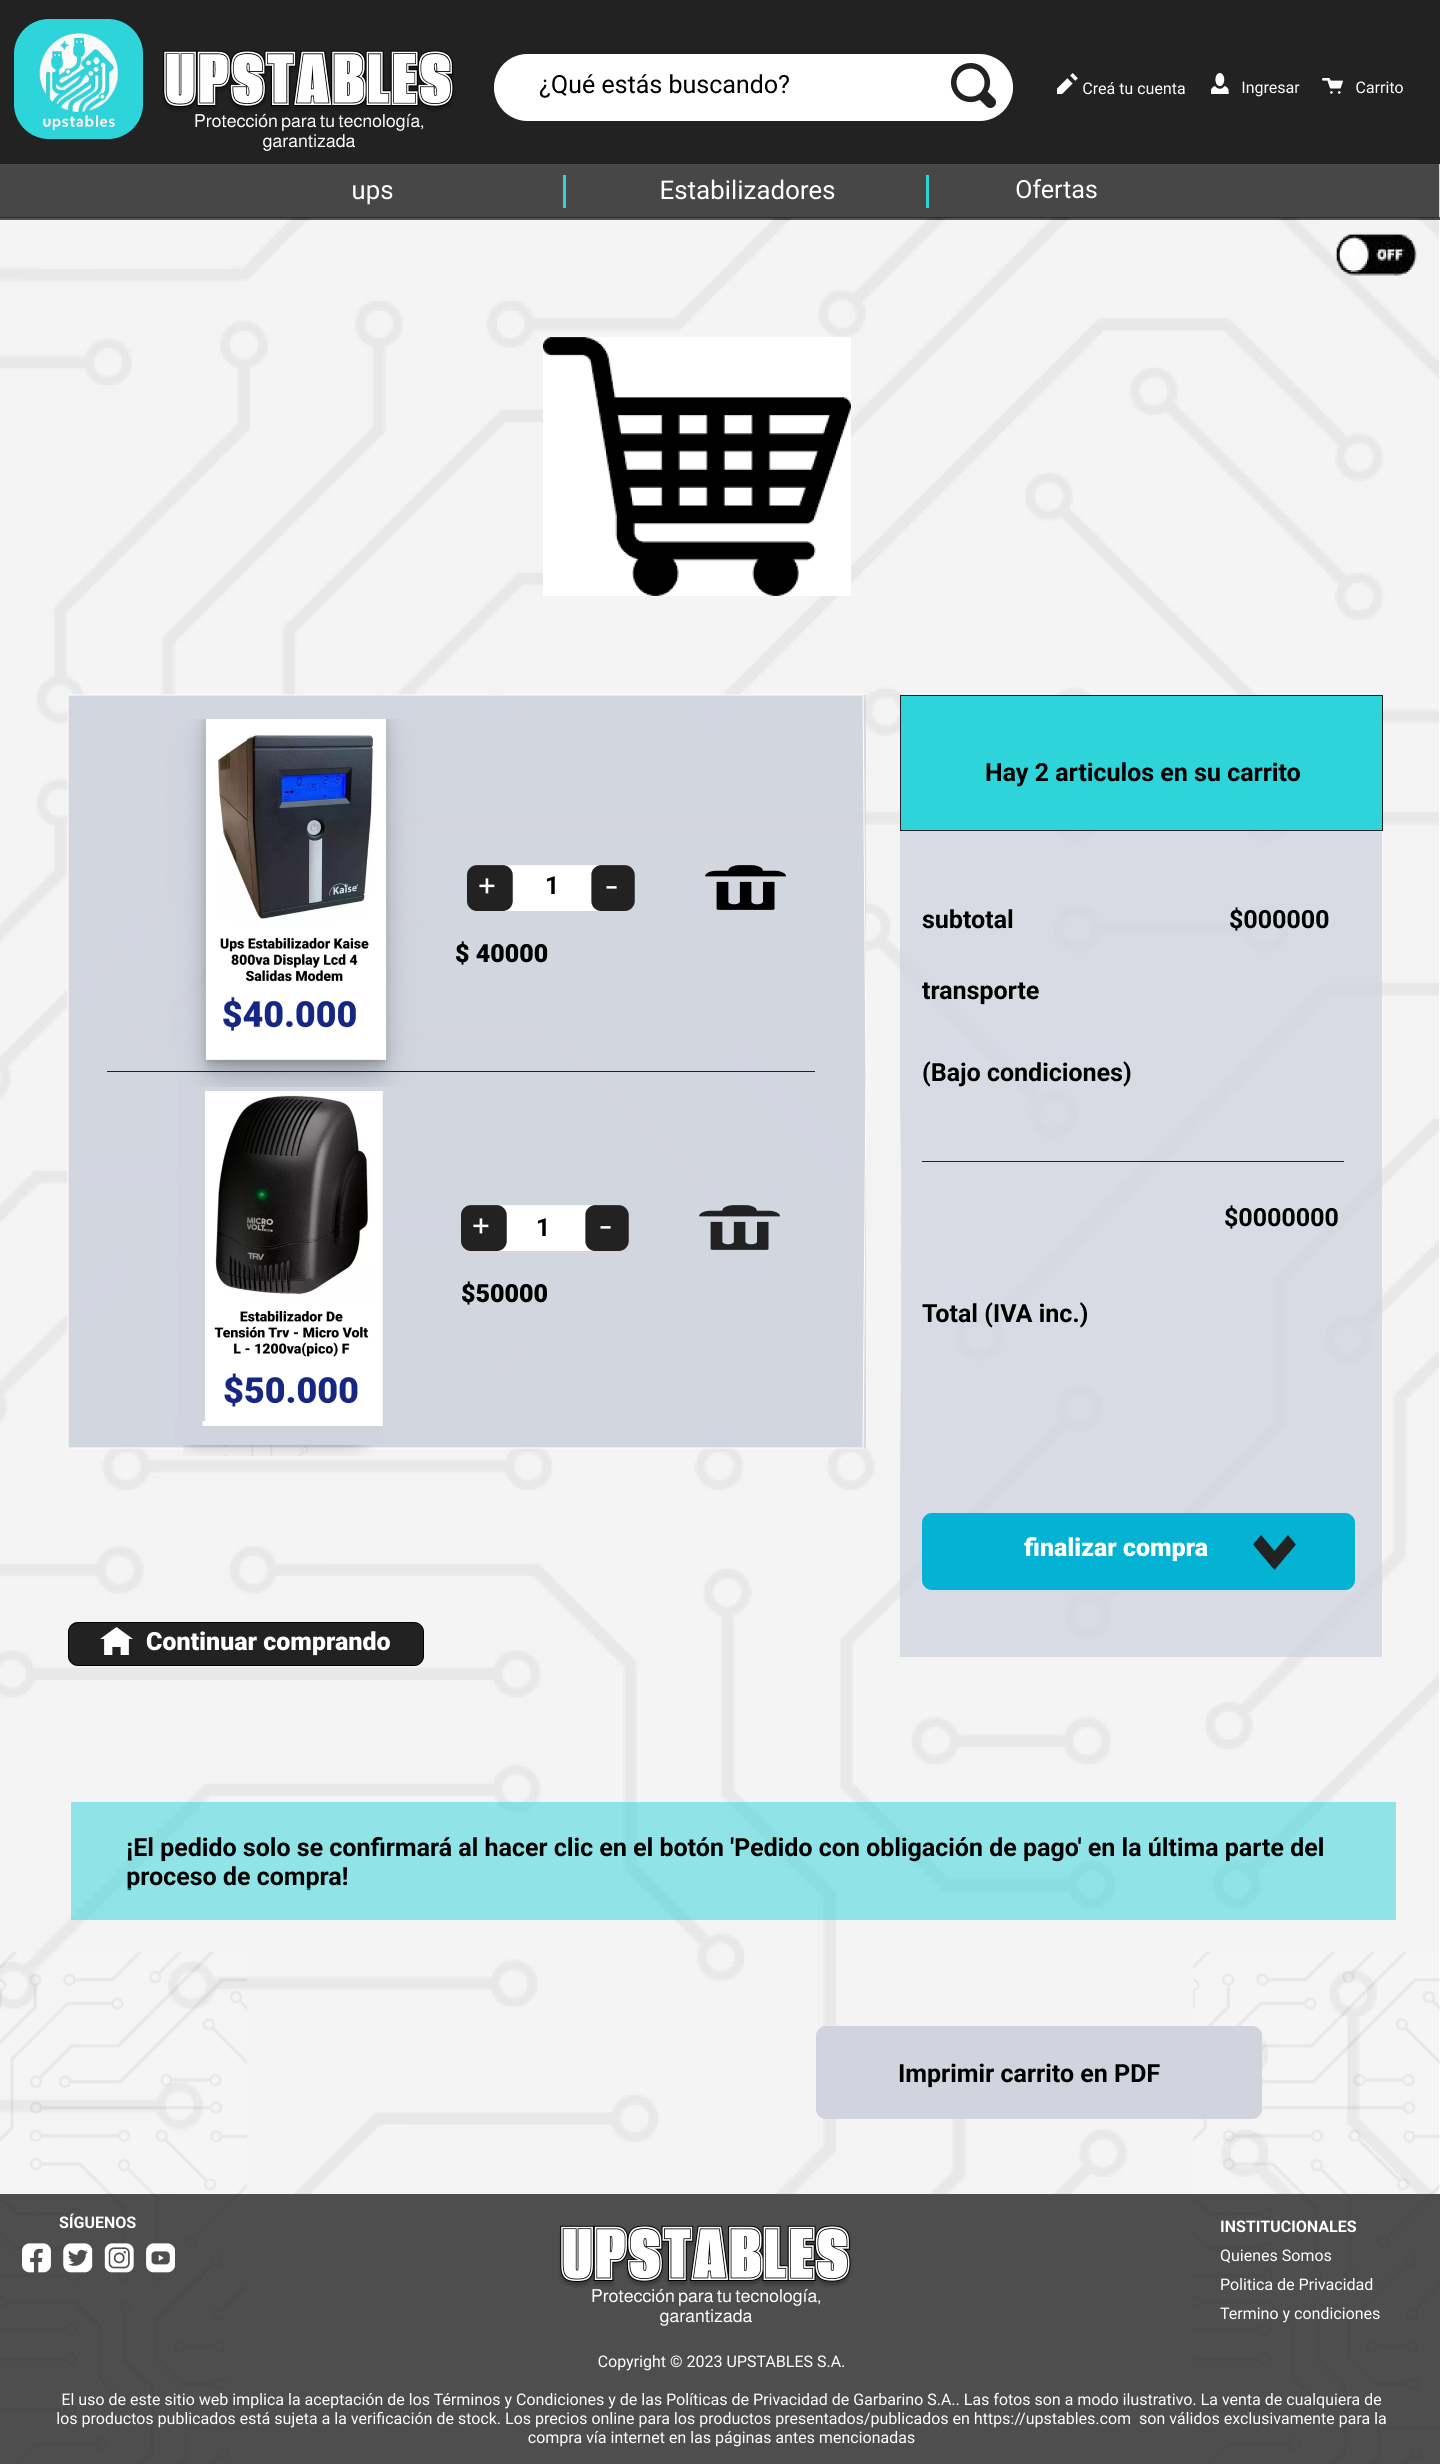 upstables
UPSTABLES
Protección para tu tecnología,
garantizada
¿Qué estás buscando?
Creá tu cuenta
Ingresar
Carrito
ups
Estabilizadores
Ofertas
OFF
Kaise
Ups Estabilizador Kaise
800va Display Lcd 4
Salidas Modem
$40.000
+ 1 -
$ 40000
MICRO
VOLT
TRV
Estabilizador De
Tensión Trv - Micro Volt
L - 1200va(pico) F
$50.000
+ 1 -
$50000
Hay 2 articulos en su carrito
subtotal $000000
transporte
(Bajo condiciones)
$0000000
Total (IVA inc.)
finalizar compra
Continuar comprando
¡El pedido solo se confirmará al hacer clic en el botón 'Pedido con obligación de pago' en la última parte del
proceso de compra!
Imprimir carrito en PDF
SÍGUENOS
UPSTABLES
Protección para tu tecnología,
garantizada
INSTITUCIONALES
Quienes Somos
Politica de Privacidad
Termino y condiciones
Copyright © 2023 UPSTABLES S.A.
El uso de este sitio web implica la aceptación de los Términos y Condiciones y de las Políticas de Privacidad de Garbarino S.A.. Las fotos son a modo ilustrativo. La venta de cualquiera de
los productos publicados está sujeta a la verificación de stock. Los precios online para los productos presentados/publicados en https://upstables.com son válidos exclusivamente para la
compra vía internet en las páginas antes mencionadas